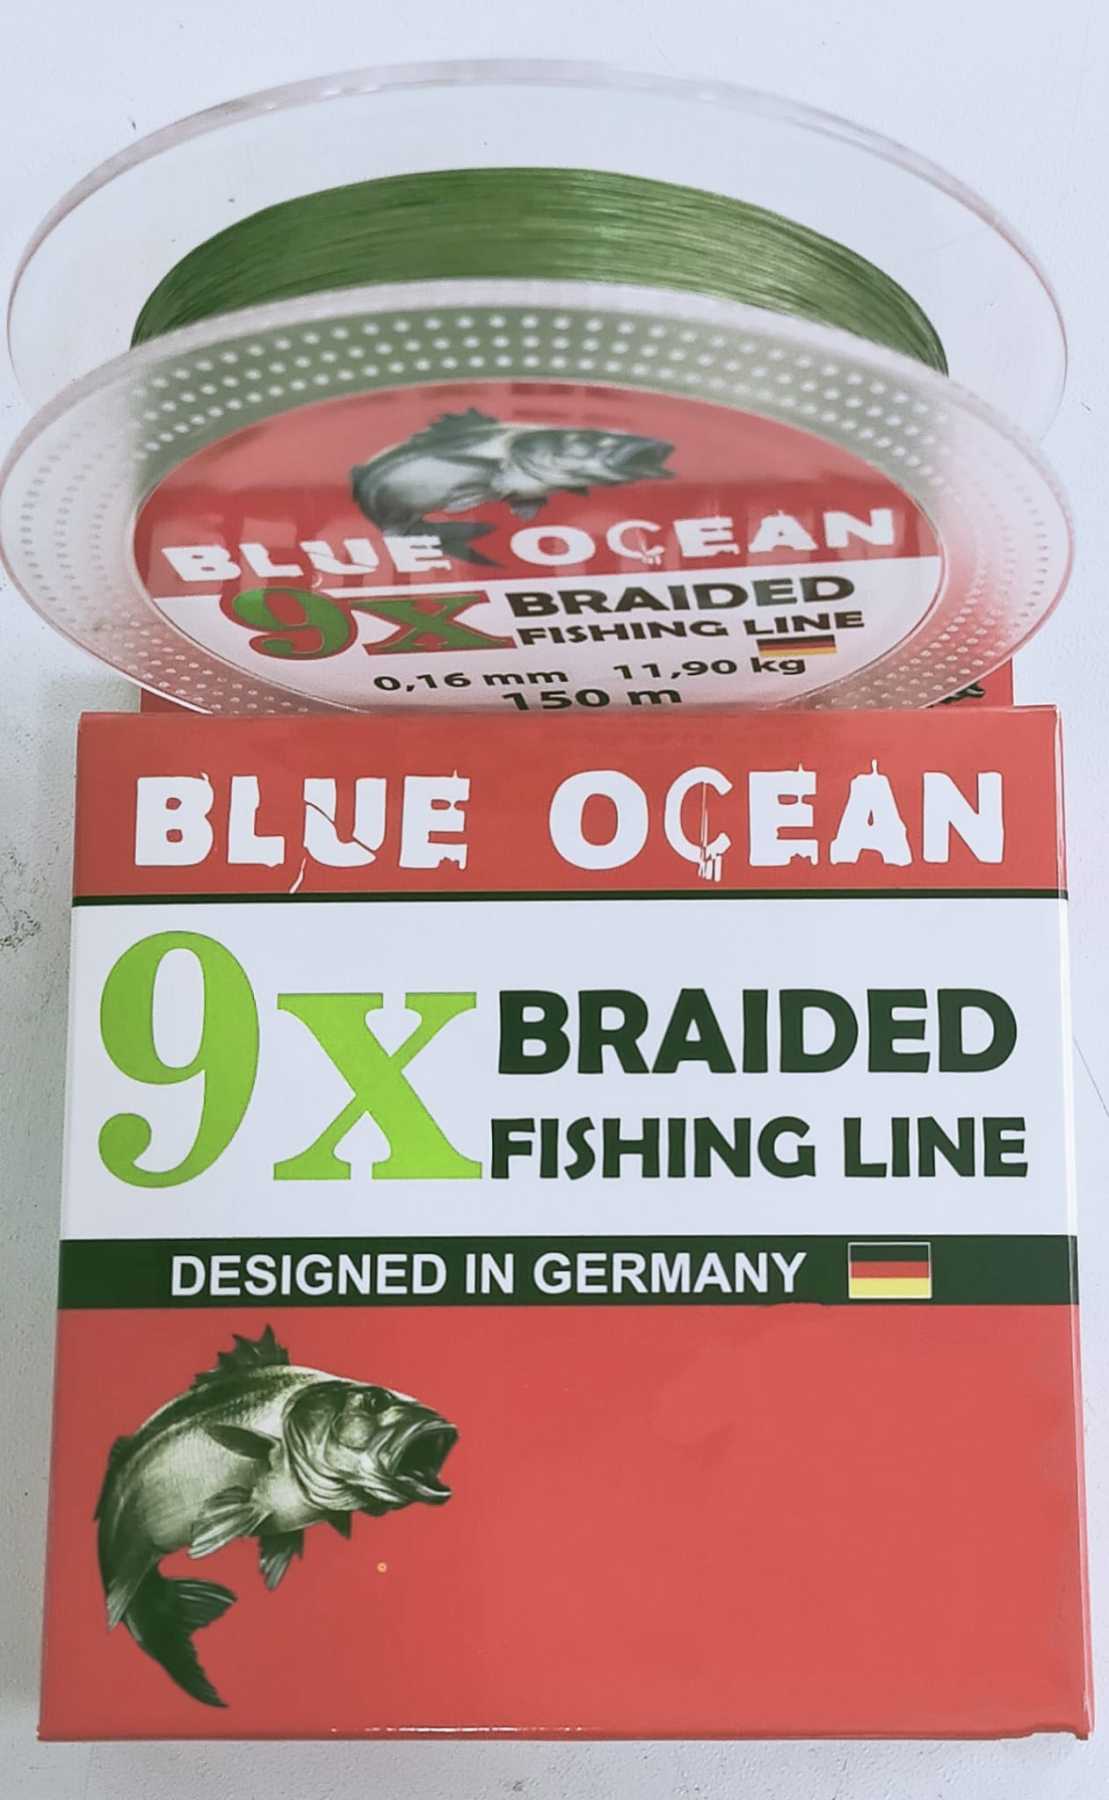 BLUE OCEAN
9x BRAIDED
FISHING LINE
0,16 mm 11,90 kg
150 m
BLUE OCEAN
9x BRAIDED
FISHING LINE
DESIGNED IN GERMANY